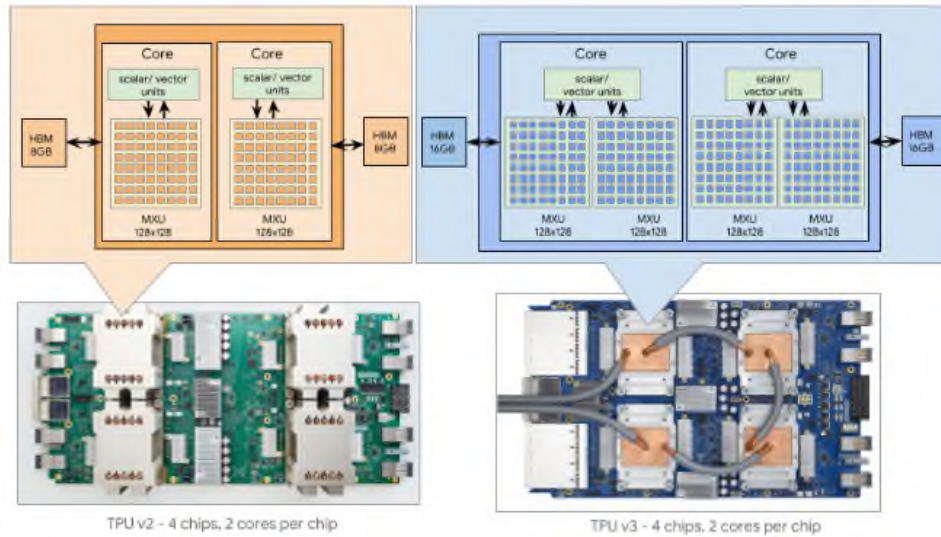 Core
Core
scalar/ vector
units
scalar/ vector
units
HBM
8GB
HBM
8GB
MXU
128x128
MXU
128x128
Core
Core
scalar/
vector units
scalar/
vector units
HBM
16GB
HBM
16GB
MXU
128x128
MXU
128x128
MXU
128x128
MXU
128x128
TPU v2 - 4 chips, 2 cores per chip
TPU v3 - 4 chips, 2 cores per chip